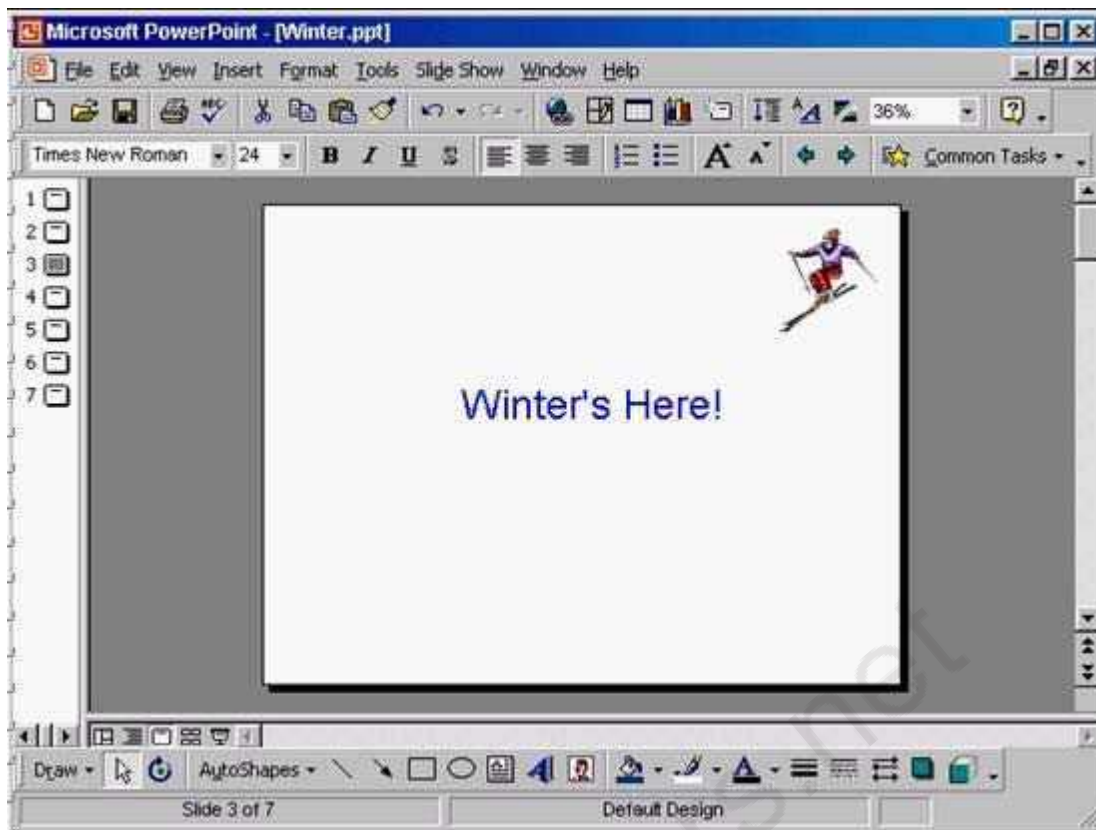 Microsoft PowerPoint - [Winter.ppt]
File Edit View Insert Format Tools Slide Show Window Help
36%
Times New Roman 24 B I U S Common Tasks
1
2
3
4
5
6
7
Winter's Here!
Draw AutoShapes
Slide 3 of 7 Default Design